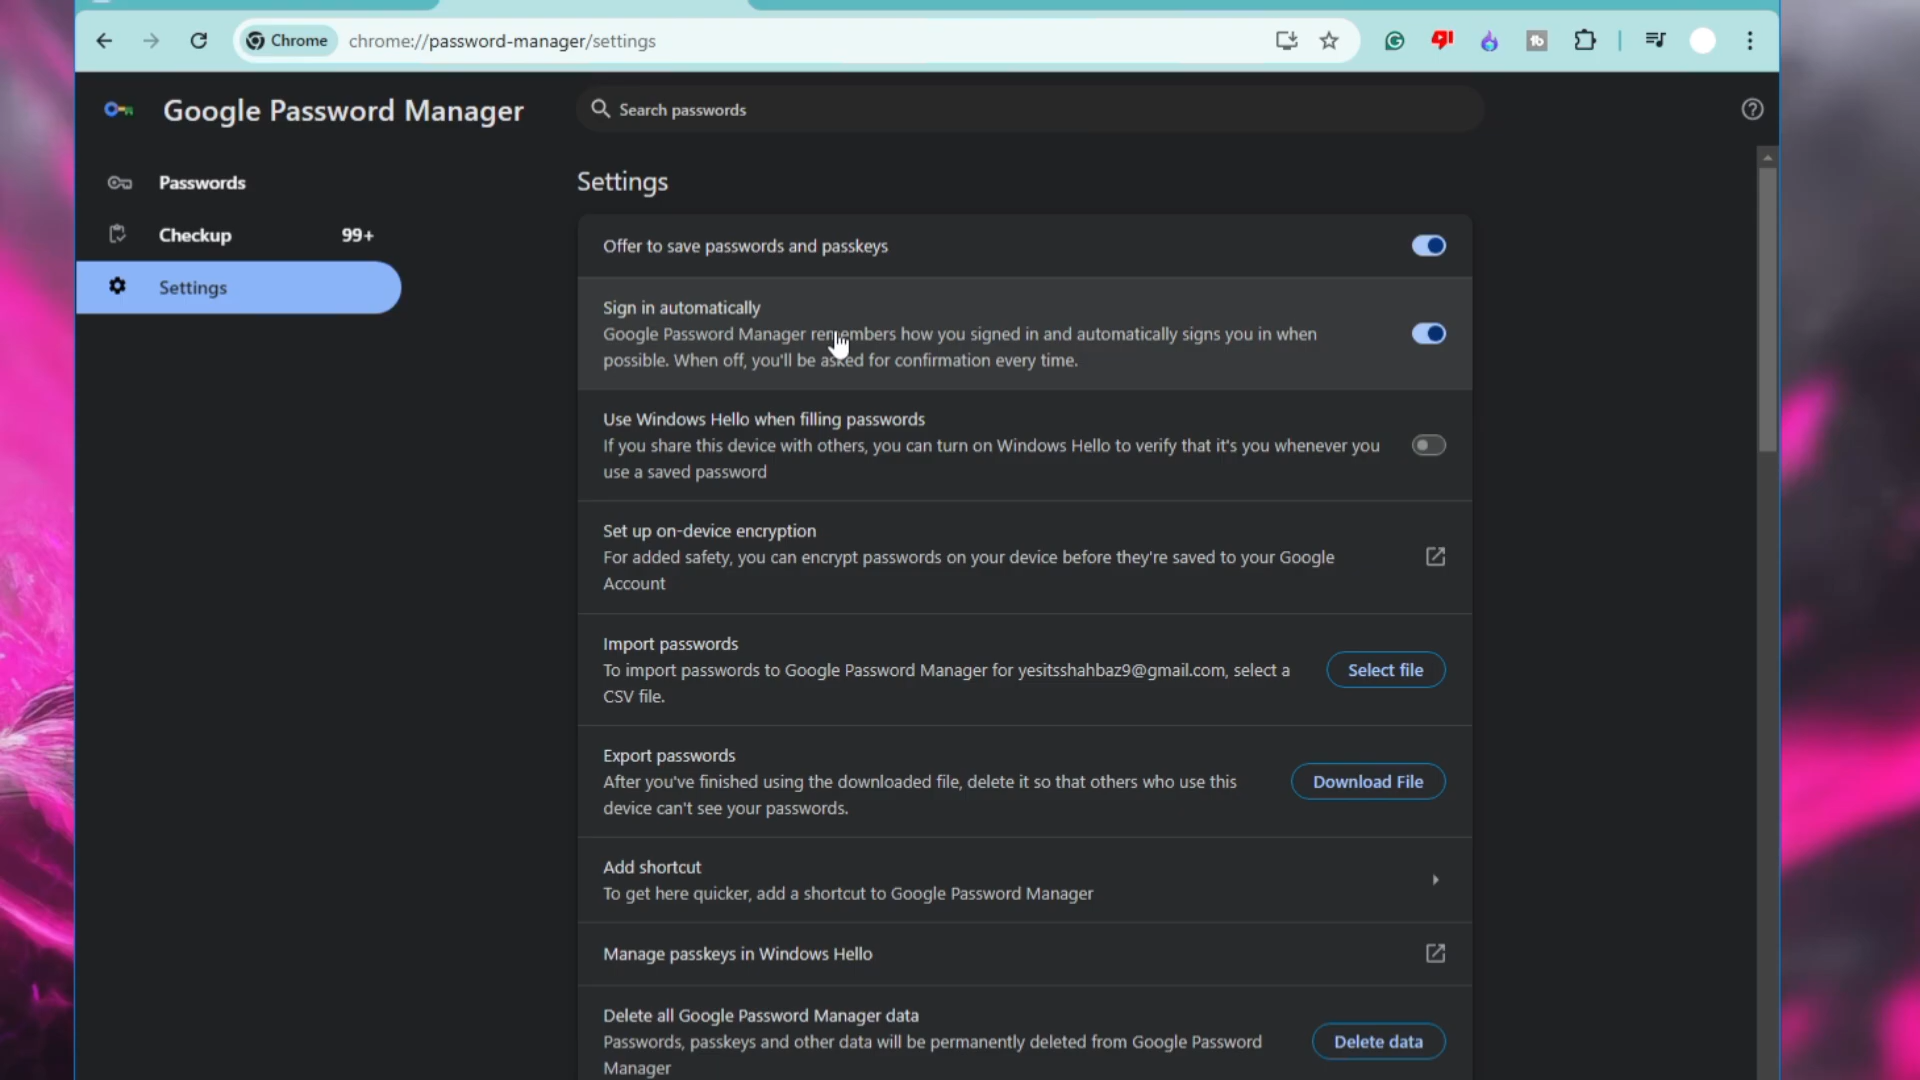 Chrome
chrome://password-manager/settings
Google Password Manager
Search passwords
Passwords
Checkup 99+
Settings
Settings
Offer to save passwords and passkeys
Sign in automatically
Google Password Manager remembers how you signed in and automatically signs you in when
possible. When off, you'll be asked for confirmation every time.
Use Windows Hello when filling passwords
If you share this device with others, you can turn on Windows Hello to verify that it's you whenever you
use a saved password
Set up on-device encryption
For added safety, you can encrypt passwords on your device before they're saved to your Google
Account
Import passwords
To import passwords to Google Password Manager for yesitsshahbaz9@gmail.com, select a
CSV file.
Select file
Export passwords
After you've finished using the downloaded file, delete it so that others who use this
device can't see your passwords.
Download File
Add shortcut
To get here quicker, add a shortcut to Google Password Manager
Manage passkeys in Windows Hello
Delete all Google Password Manager data
Passwords, passkeys and other data will be permanently deleted from Google Password
Manager
Delete data